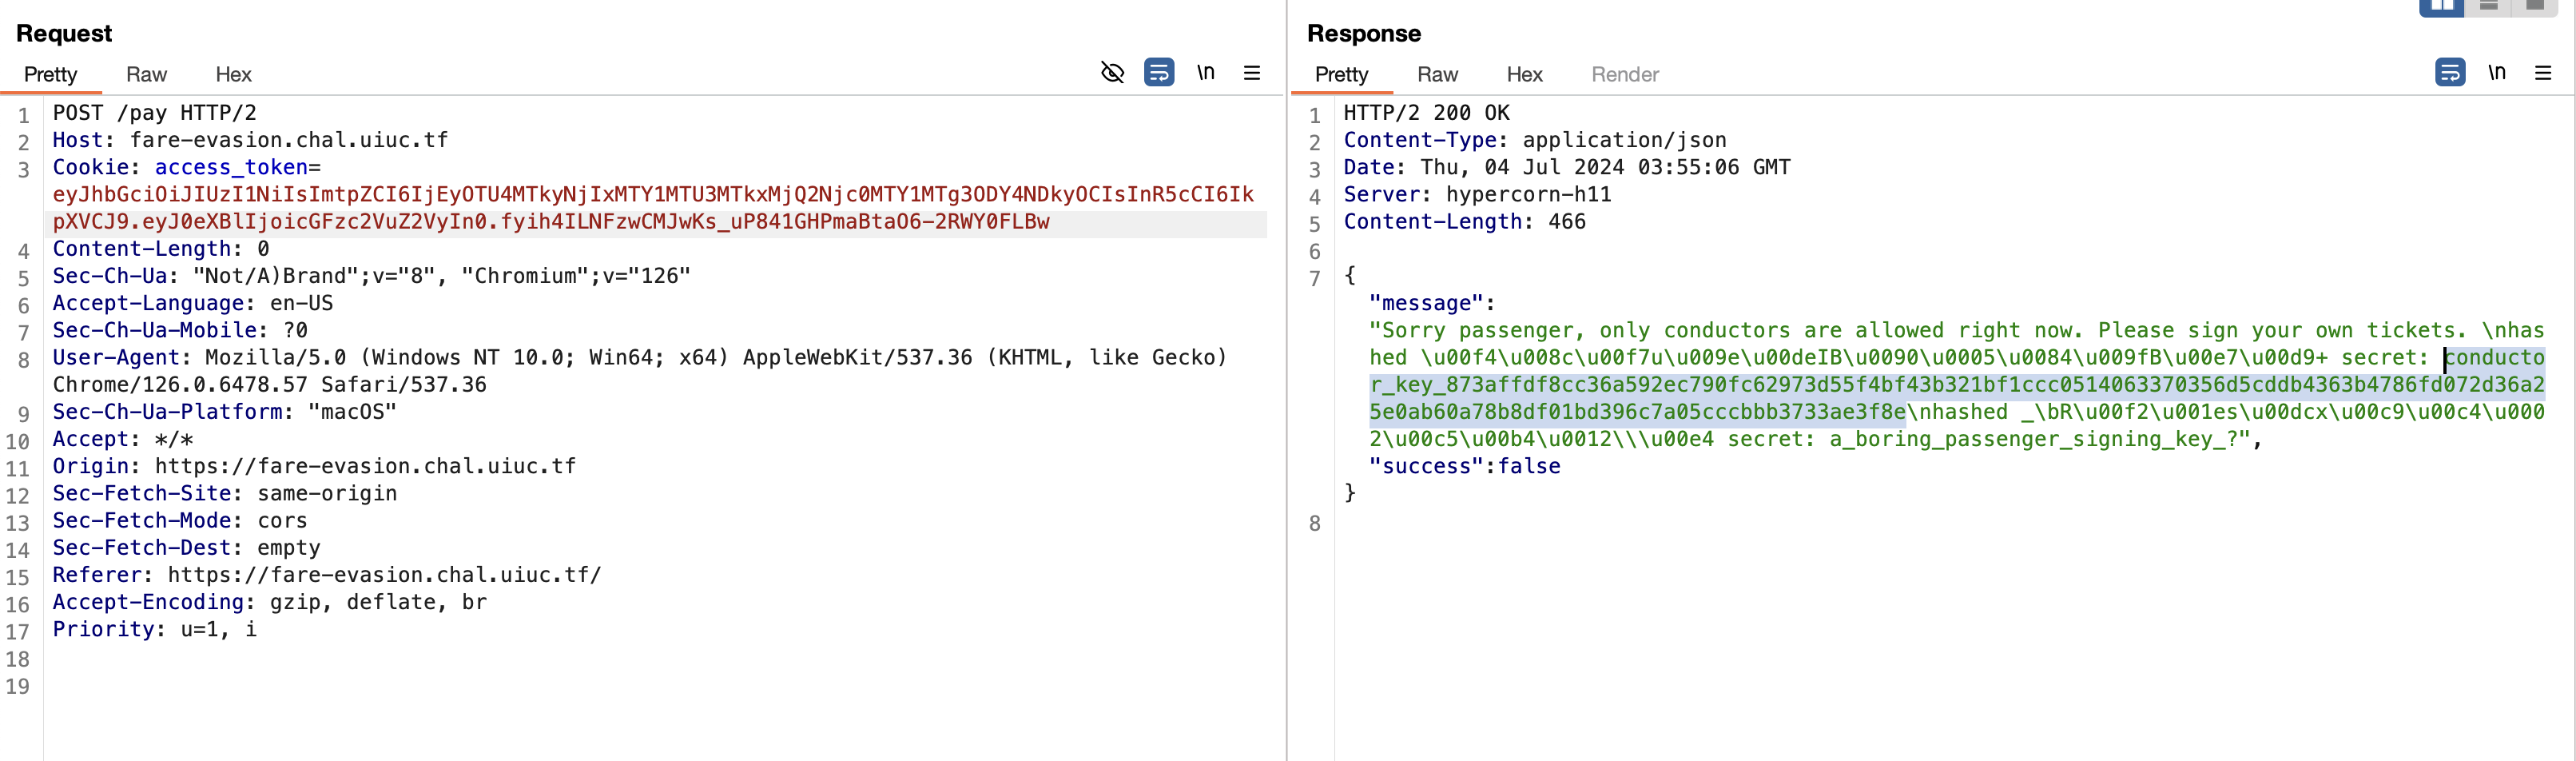 Request
Pretty Raw Hex
\n
1 POST /pay HTTP/2
2 Host: fare-evasion.chal.uiuc.tf
3 Cookie: access_token=
eyJhbGciOiJIUzI1NiIsImtpZCI6IjEyOTU4MTkyNjIxMTY1MTU3MTkxMjQ2Njc0MTY1MTg3ODY4NDkyOCIsInR5cCI6Ik
pXVCJ9.eyJ0eXBlIjoicGFzc2VuZ2VyIn0.fyih4ILNFzwCMJwKs_uP841GHPmaBtaO6-2RWY0FLBw
4 Content-Length: 0
5 Sec-Ch-Ua: "Not/A)Brand";v="8", "Chromium";v="126"
6 Accept-Language: en-US
7 Sec-Ch-Ua-Mobile: ?0
8 User-Agent: Mozilla/5.0 (Windows NT 10.0; Win64; x64) AppleWebKit/537.36 (KHTML, like Gecko)
Chrome/126.0.6478.57 Safari/537.36
9 Sec-Ch-Ua-Platform: "macOS"
10 Accept: */*
11 Origin: https://fare-evasion.chal.uiuc.tf
12 Sec-Fetch-Site: same-origin
13 Sec-Fetch-Mode: cors
14 Sec-Fetch-Dest: empty
15 Referer: https://fare-evasion.chal.uiuc.tf/
16 Accept-Encoding: gzip, deflate, br
17 Priority: u=1, i
18
19
Response
Pretty Raw Hex Render
\n
1 HTTP/2 200 OK
2 Content-Type: application/json
3 Date: Thu, 04 Jul 2024 03:55:06 GMT
4 Server: hypercorn-h11
5 Content-Length: 466
6
7 {
"message":
"Sorry passenger, only conductors are allowed right now. Please sign your own tickets. \nhas
hed \u00f4\u008c\u00f7u\u009e\u00deIB\u0090\u0005\u0084\u009fB\u00e7\u00d9+ secret: conducto
r_key_873affdf8cc36a592ec790fc62973d55f4bf43b321bf1ccc0514063370356d5cddb4363b4786fd072d36a2
5e0ab60a78b8df01bd396c7a05cccbbb3733ae3f8e\nhashed _\bR\u00f2\u001es\u00dcx\u00c9\u00c4\u000
2\u00c5\u00b4\u0012\\\u00e4 secret: a_boring_passenger_signing_key_?",
"success":false
}
8